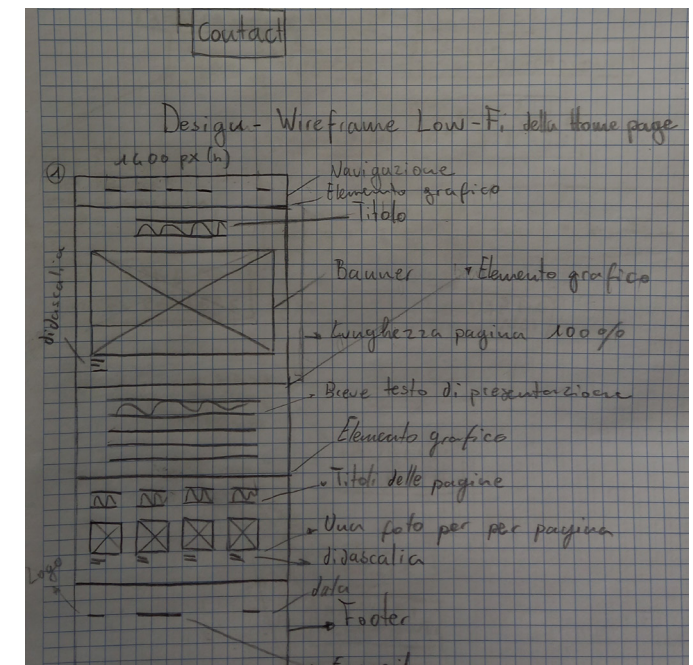 Contact
Design - Wireframe Low-Fi della Home page
1400 px (h)
1
Navigazione
Elemento grafico
Titolo
Banner
Elemento grafico
didascalia
Lunghezza pagina 100%
Breve testo di presentazione
Elemento grafico
Titoli delle pagine
Una foto per per pagina
didascalia
Logo
data
Footer